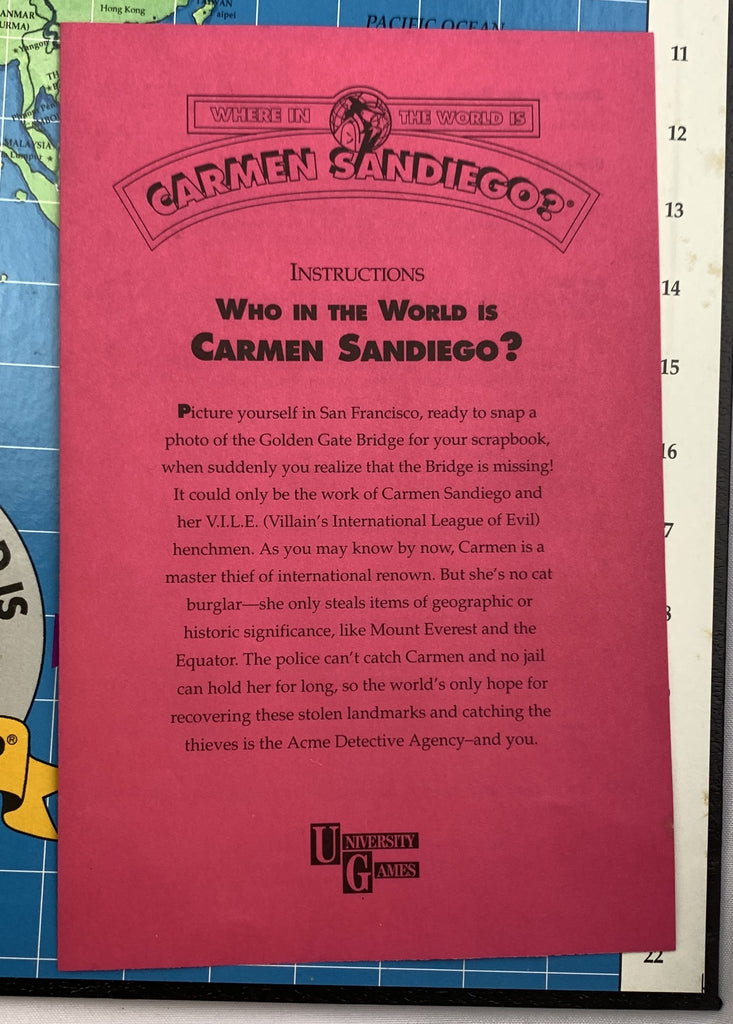 Hong Kong
TAIWAN
Taipei
PACIFIC OCEAN
Yangon
MALAYSIA
11
12
13
14
15
16
22
WHERE IN THE WORLD IS
CARMEN SANDIEGO?®
INSTRUCTIONS
WHO IN THE WORLD IS
CARMEN SANDIEGO?
Picture yourself in San Francisco, ready to snap a
photo of the Golden Gate Bridge for your scrapbook,
when suddenly you realize that the Bridge is missing!
It could only be the work of Carmen Sandiego and
her V.I.L.E. (Villain's International League of Evil)
henchmen. As you may know by now, Carmen is a
master thief of international renown. But she's no cat
burglar—she only steals items of geographic or
historic significance, like Mount Everest and the
Equator. The police can't catch Carmen and no jail
can hold her for long, so the world's only hope for
recovering these stolen landmarks and catching the
thieves is the Acme Detective Agency–and you.
UNIVERSITY
GAMES
IS
®